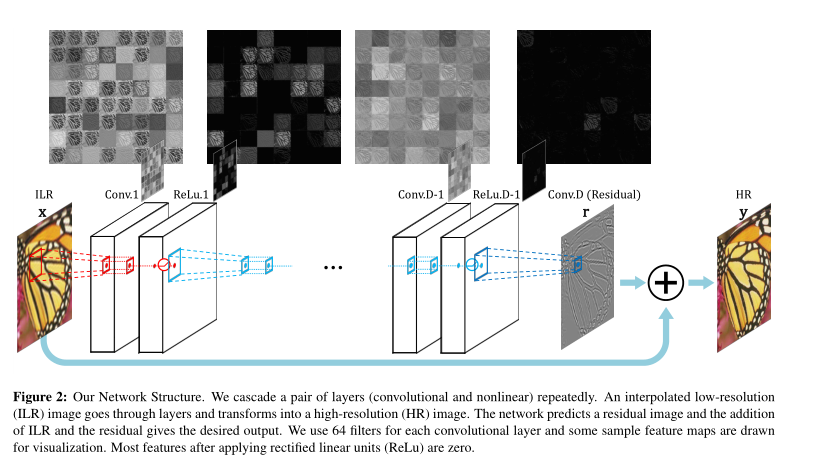 ILR
x
Conv.1
ReLu.1
...
Conv.D-1
ReLu.D-1
Conv.D (Residual)
r
HR
y
Figure 2: Our Network Structure. We cascade a pair of layers (convolutional and nonlinear) repeatedly. An interpolated low-resolution
(ILR) image goes through layers and transforms into a high-resolution (HR) image. The network predicts a residual image and the addition
of ILR and the residual gives the desired output. We use 64 filters for each convolutional layer and some sample feature maps are drawn
for visualization. Most features after applying rectified linear units (ReLu) are zero.